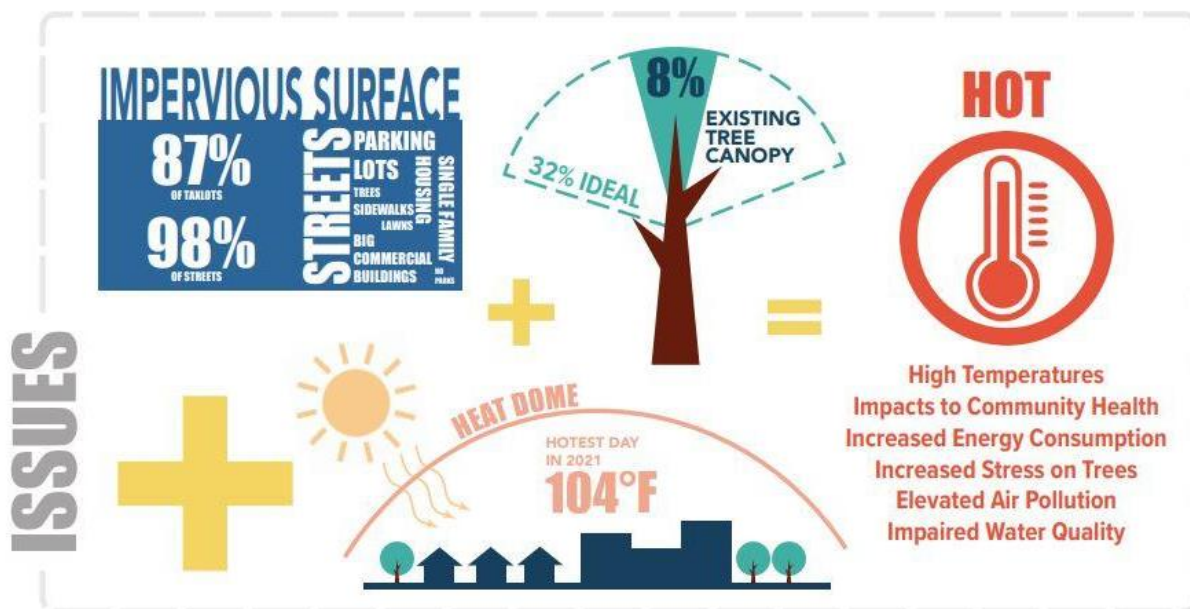 ISSUES
IMPERVIOUS SURFACE
87%
OF TAXLOTS
98%
OF STREETS
STREETS
PARKING
LOTS
TREES
SIDEWALKS
LAWNS
BIG
COMMERCIAL
BUILDINGS
HOUSING
SINGLE FAMILY
NO
PARKS
+
8%
EXISTING
TREE
CANOPY
32% IDEAL
+
HEAT DOME
HOTEST DAY
IN 2021
104°F
=
HOT
High Temperatures
Impacts to Community Health
Increased Energy Consumption
Increased Stress on Trees
Elevated Air Pollution
Impaired Water Quality